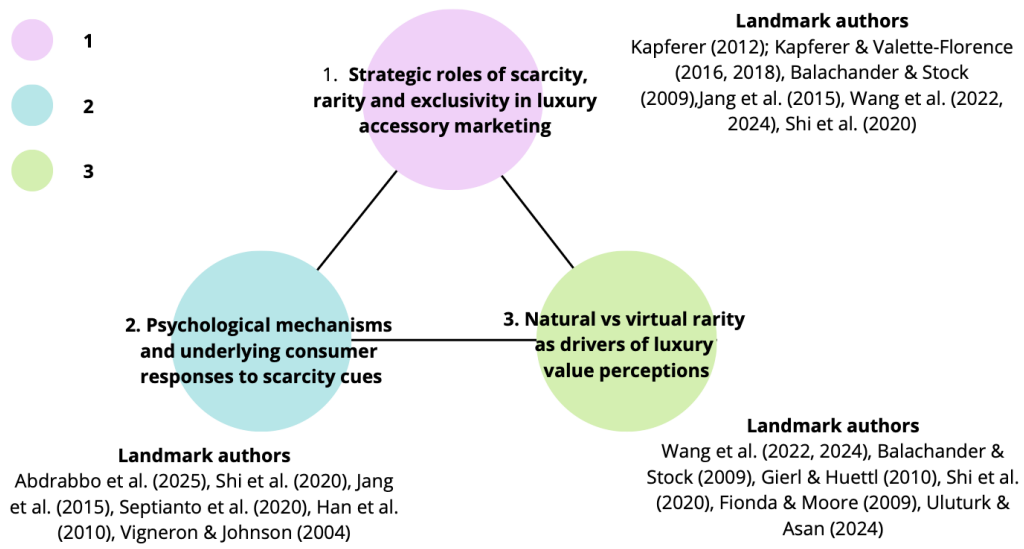 1
2
3
1. Strategic roles of scarcity,
rarity and exclusivity in luxury
accessory marketing
Landmark authors
Kapferer (2012); Kapferer & Valette-Florence
(2016, 2018), Balachander & Stock
(2009),Jang et al. (2015), Wang et al. (2022,
2024), Shi et al. (2020)
2. Psychological mechanisms
and underlying consumer
responses to scarcity cues
3. Natural vs virtual rarity
as drivers of luxury
value perceptions
Landmark authors
Abdrabbo et al. (2025), Shi et al. (2020), Jang
et al. (2015), Septianto et al. (2020), Han et al.
(2010), Vigneron & Johnson (2004)
Landmark authors
Wang et al. (2022, 2024), Balachander &
Stock (2009), Gierl & Huettl (2010), Shi et al.
(2020), Fionda & Moore (2009), Uluturk &
Asan (2024)